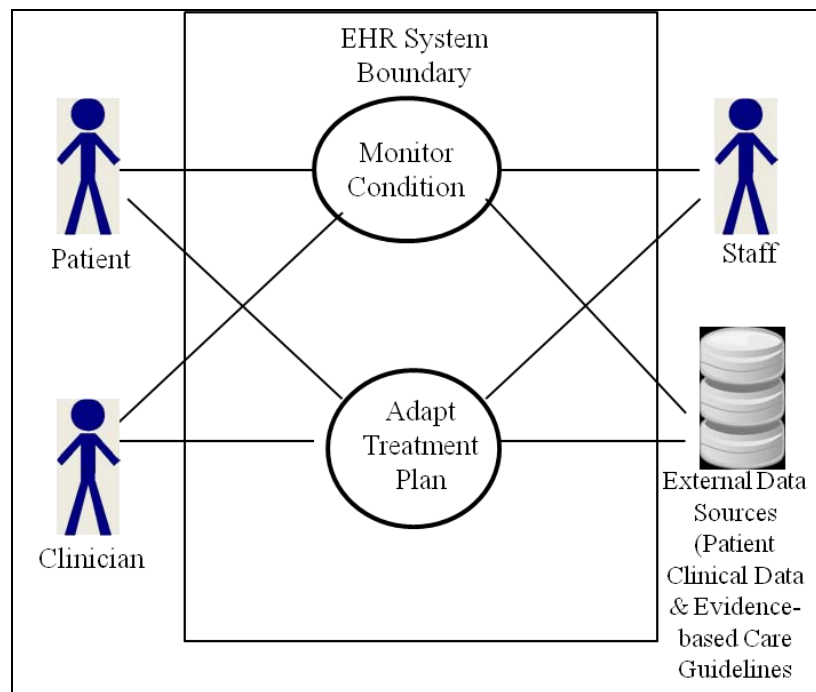 EHR System
Boundary
Monitor
Condition
Patient
Staff
Adapt
Treatment
Plan
Clinician
External Data
Sources
(Patient
Clinical Data
& Evidence-
based Care
Guidelines